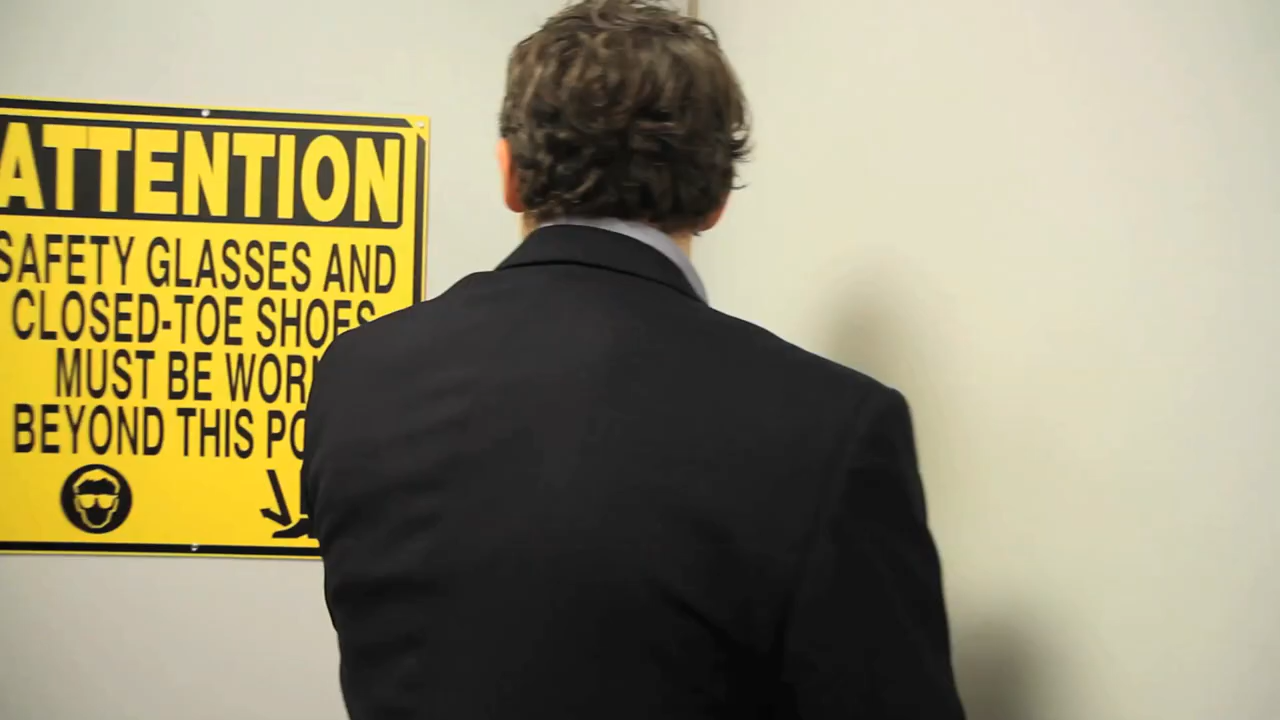 ATTENTION
SAFETY GLASSES AND
CLOSED-TOE SHOES
MUST BE
BEYOND THIS